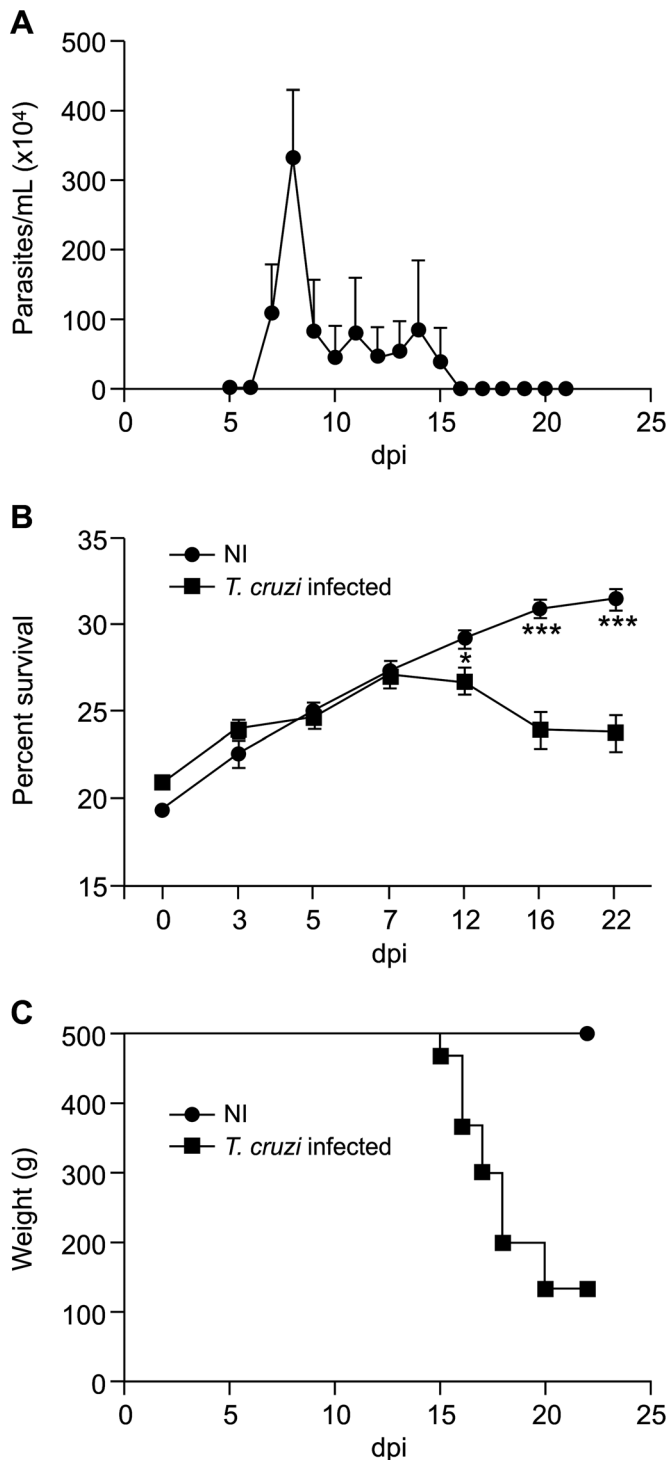 A
Parasites/mL (x10⁴)
500
400
300
200
100
0
0 5 10 15 20 25
dpi
B
Percent survival
35
30
25
20
15
NI
T. cruzi infected
*
***
***
0 3 5 7 12 16 22
dpi
C
Weight (g)
500
400
300
200
100
0
NI
T. cruzi infected
0 5 10 15 20 25
dpi